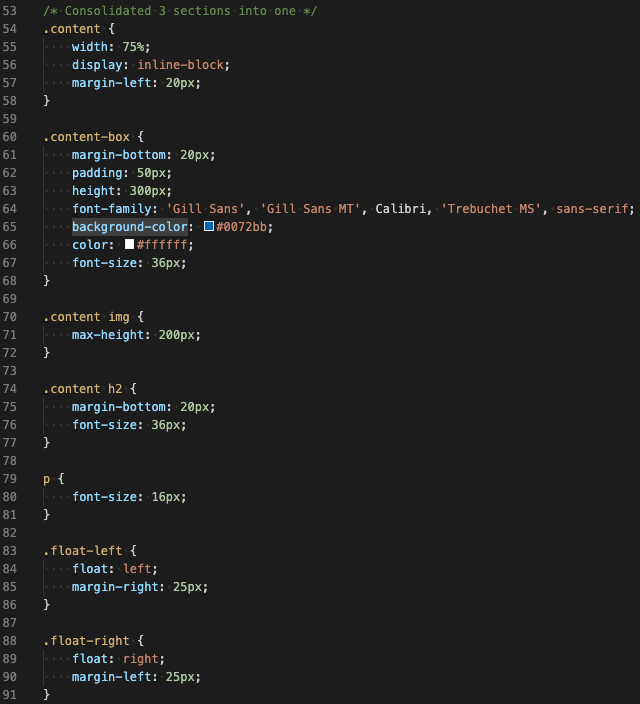 53 /* Consolidated 3 sections into one */
54 .content {
55     width: 75%;
56     display: inline-block;
57     margin-left: 20px;
58 }
59
60 .content-box {
61     margin-bottom: 20px;
62     padding: 50px;
63     height: 300px;
64     font-family: 'Gill Sans', 'Gill Sans MT', Calibri, 'Trebuchet MS', sans-serif;
65     background-color: #0072bb;
66     color: #ffffff;
67     font-size: 36px;
68 }
69
70 .content img {
71     max-height: 200px;
72 }
73
74 .content h2 {
75     margin-bottom: 20px;
76     font-size: 36px;
77 }
78
79 p {
80     font-size: 16px;
81 }
82
83 .float-left {
84     float: left;
85     margin-right: 25px;
86 }
87
88 .float-right {
89     float: right;
90     margin-left: 25px;
91 }